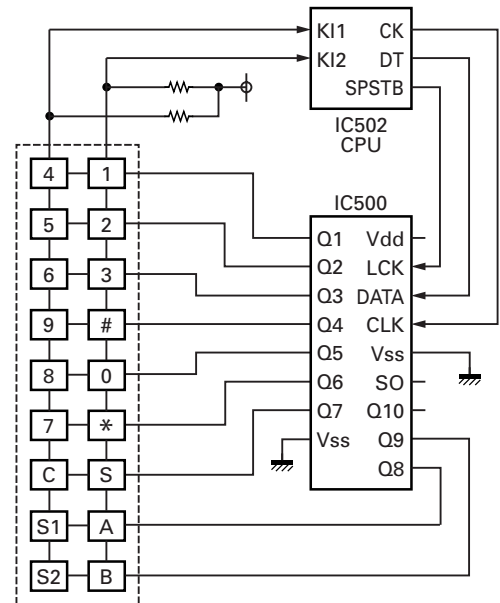 KI1 CK
KI2 DT
SPSTB
IC502
CPU
4 1
5 2
6 3
9 #
8 0
7 *
C S
S1 A
S2 B
IC500
Q1 Vdd
Q2 LCK
Q3 DATA
Q4 CLK
Q5 Vss
Q6 SO
Q7 Q10
Vss Q9
Q8